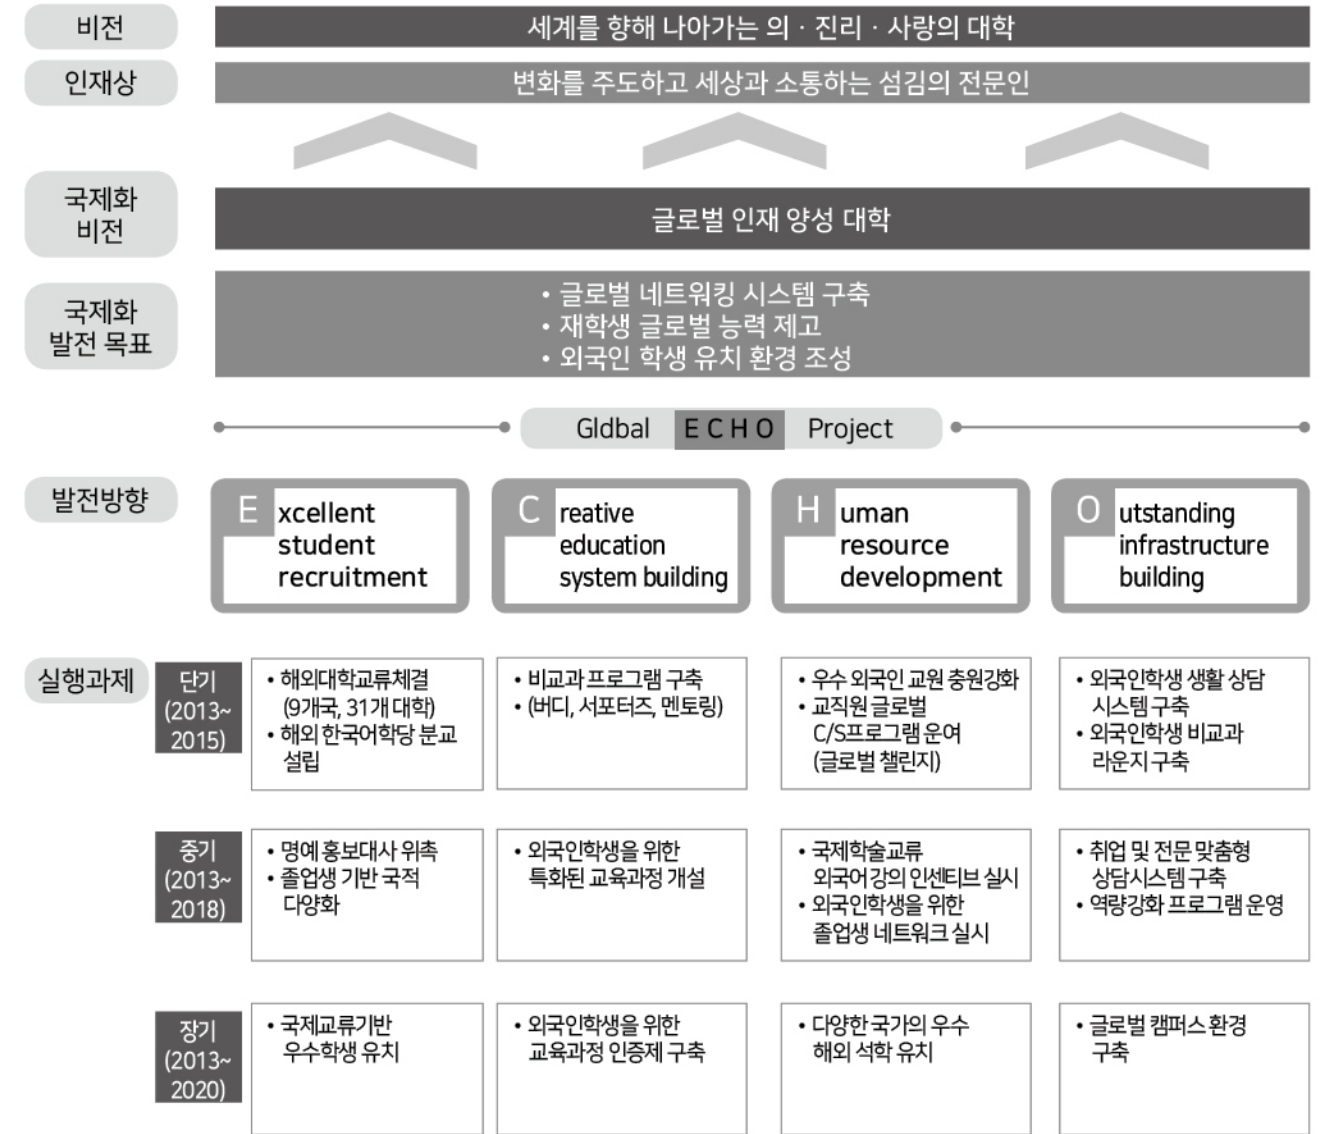 비전
세계를 향해 나아가는 의 · 진리 · 사랑의 대학
인재상
변화를 주도하고 세상과 소통하는 섬김의 전문인
국제화
비전
글로벌 인재 양성 대학
국제화
발전 목표
• 글로벌 네트워킹 시스템 구축
• 재학생 글로벌 능력 제고
• 외국인 학생 유치 환경 조성
Gldbal E C H O Project
발전방향
E xcellent
student
recruitment
C reative
education
system building
H uman
resource
development
O utstanding
infrastructure
building
실행과제
단기
(2013~
2015)
• 해외대학교류체결
(9개국, 31개 대학)
• 해외 한국어학당 분교
설립
• 비교과 프로그램 구축
• (버디, 서포터즈, 멘토링)
• 우수 외국인 교원 충원강화
• 교직원 글로벌
C/S프로그램 운여
(글로벌 챌린지)
• 외국인학생 생활 상담
시스템 구축
• 외국인학생 비교과
라운지 구축
중기
(2013~
2018)
• 명예 홍보대사 위촉
• 졸업생 기반 국적
다양화
• 외국인학생을 위한
특화된 교육과정 개설
• 국제학술교류
외국어 강의 인센티브 실시
• 외국인학생을 위한
졸업생 네트워크 실시
• 취업 및 전문 맞춤형
상담시스템 구축
• 역량강화 프로그램 운영
장기
(2013~
2020)
• 국제교류기반
우수학생 유치
• 외국인학생을 위한
교육과정 인증제 구축
• 다양한 국가의 우수
해외 석학 유치
• 글로벌 캠퍼스 환경
구축